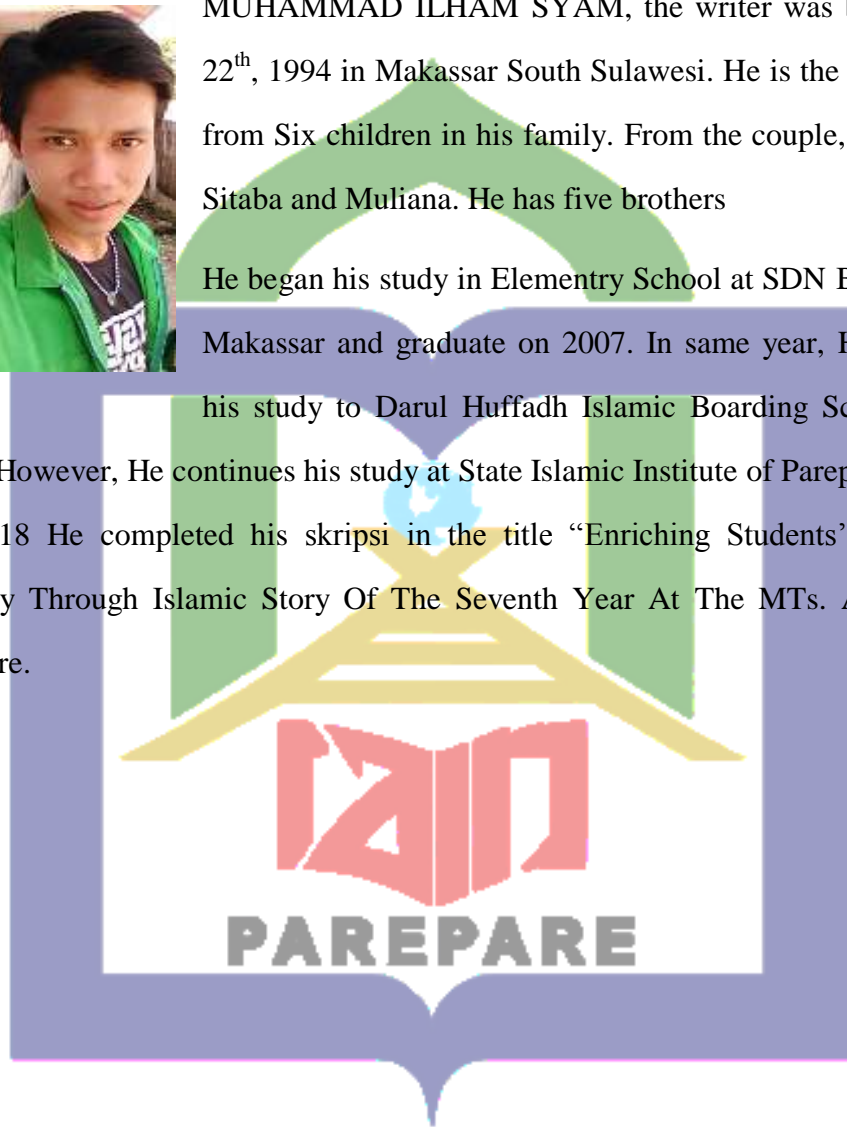 MUHAMMAD ILHAM SYAM, the writer was
22th, 1994 in Makassar South Sulawesi. He is the
from Six children in his family. From the couple,
Sitaba and Muliana. He has five brothers
He began his study in Elementry School at SDN
Makassar and graduate on 2007. In same year,
his study to Darul Huffadh Islamic Boarding
However, He continues his study at State Islamic Institute of
18 He completed his skripsi in the title “Enriching Students’
y Through Islamic Story Of The Seventh Year At The MTs.
re.
IAIN
PAREPARE